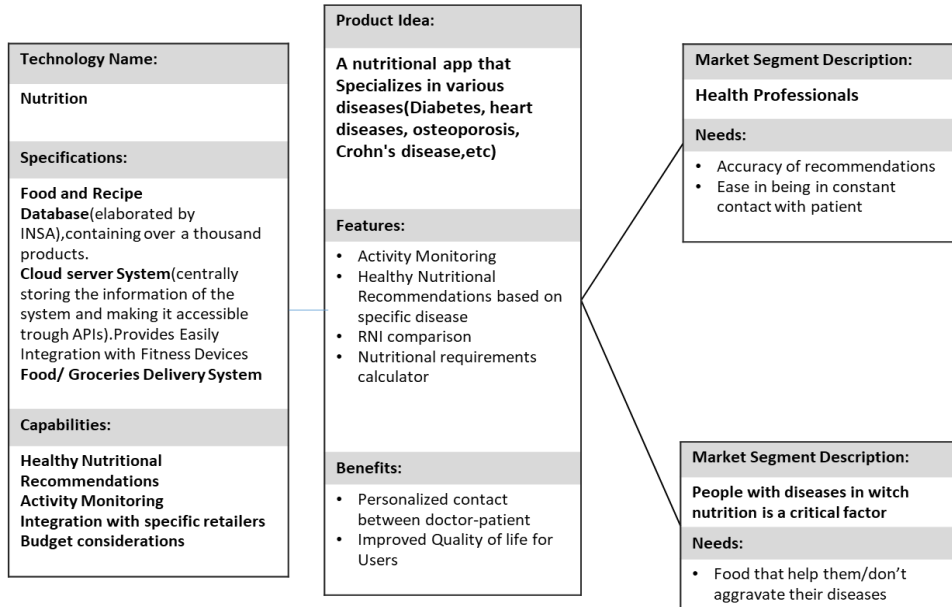 Technology Name:
Nutrition
Specifications:
Food and Recipe
Database(elaborated by
INSA),containing over a thousand
products.
Cloud server System(centrally
storing the information of the
system and making it accessible
trough APIs).Provides Easily
Integration with Fitness Devices
Food/ Groceries Delivery System
Capabilities:
Healthy Nutritional
Recommendations
Activity Monitoring
Integration with specific retailers
Budget considerations
Product Idea:
A nutritional app that
Specializes in various
diseases(Diabetes, heart
diseases, osteoporosis,
Crohn's disease,etc)
Features:
• Activity Monitoring
• Healthy Nutritional
Recommendations based on
specific disease
• RNI comparison
• Nutritional requirements
calculator
Benefits:
• Personalized contact
between doctor-patient
• Improved Quality of life for
Users
Market Segment Description:
Health Professionals
Needs:
• Accuracy of recommendations
• Ease in being in constant
contact with patient
Market Segment Description:
People with diseases in witch
nutrition is a critical factor
Needs:
• Food that help them/don’t
aggravate their diseases